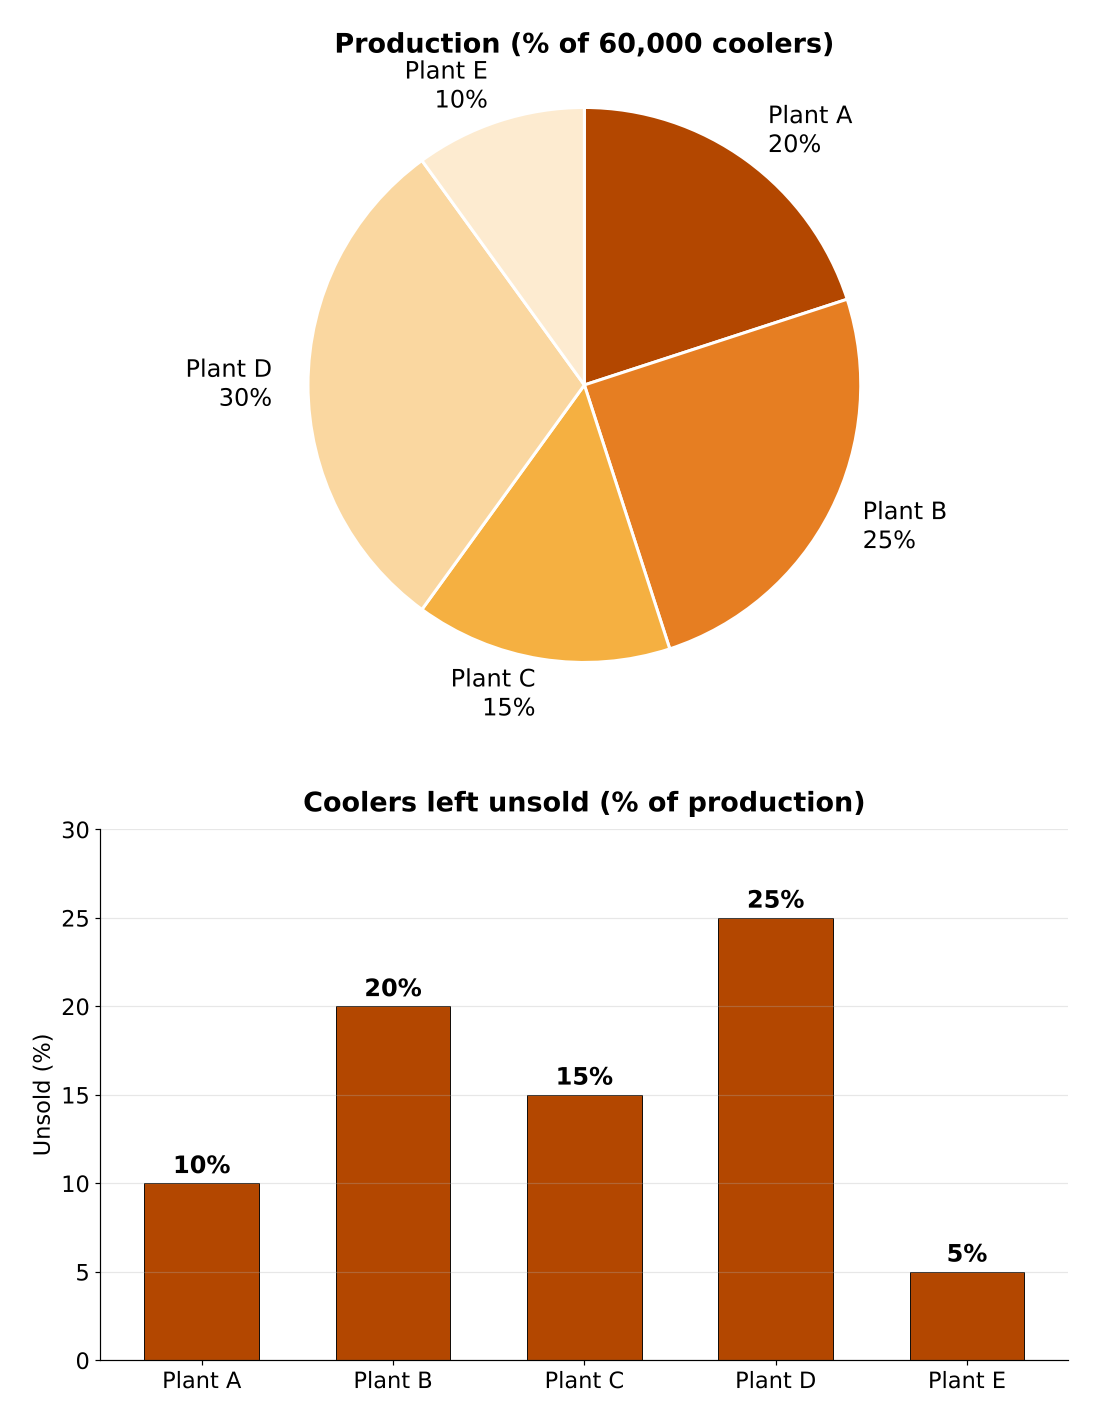 Production (% of 60,000 coolers)
Plant E
10%
Plant A
20%
Plant D
30%
Plant B
25%
Plant C
15%
Coolers left unsold (% of production)
Unsold (%)
30
25
20
15
10
5
0
10%
20%
15%
25%
5%
Plant A
Plant B
Plant C
Plant D
Plant E